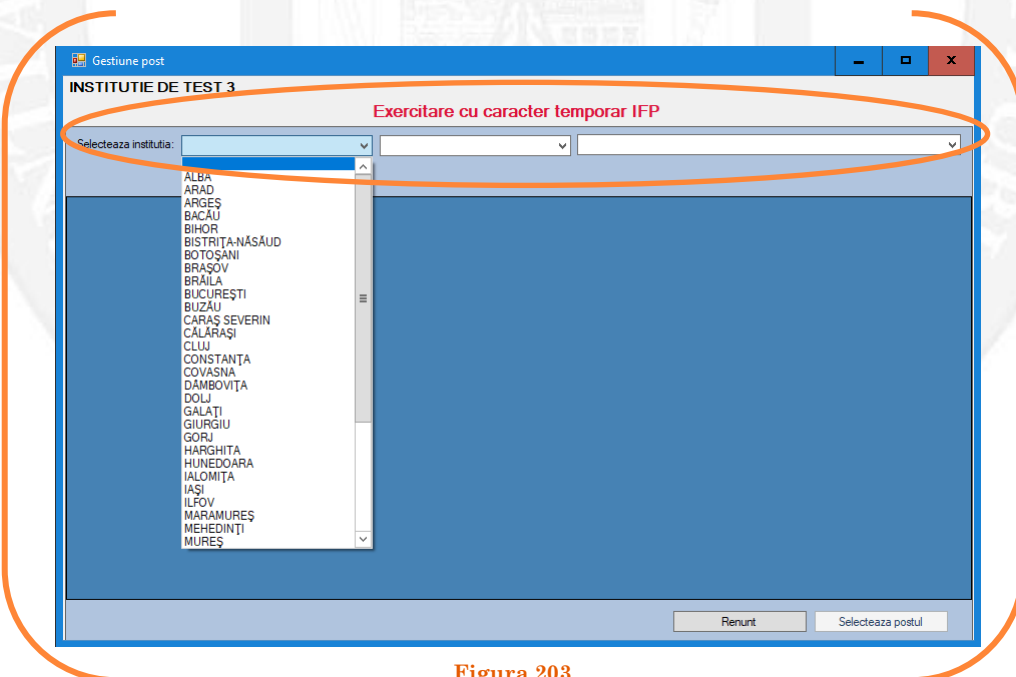 Gestiune post
INSTITUTIE DE TEST 3
Exercitare cu caracter temporar IFP
Selecteaza institutia:
ALBA
ARAD
ARGEŞ
BACĂU
BIHOR
BISTRIŢA-NĂSĂUD
BOTOŞANI
BRAŞOV
BRĂILA
BUCUREŞTI
BUZĂU
CARAŞ SEVERIN
CĂLĂRAŞI
CLUJ
CONSTANŢA
COVASNA
DÂMBOVIŢA
DOLJ
GALAŢI
GIURGIU
GORJ
HARGHITA
HUNEDOARA
IALOMIŢA
IAŞI
ILFOV
MARAMUREŞ
MEHEDINŢI
MUREŞ
Renunt Selecteaza postul
Figura 203